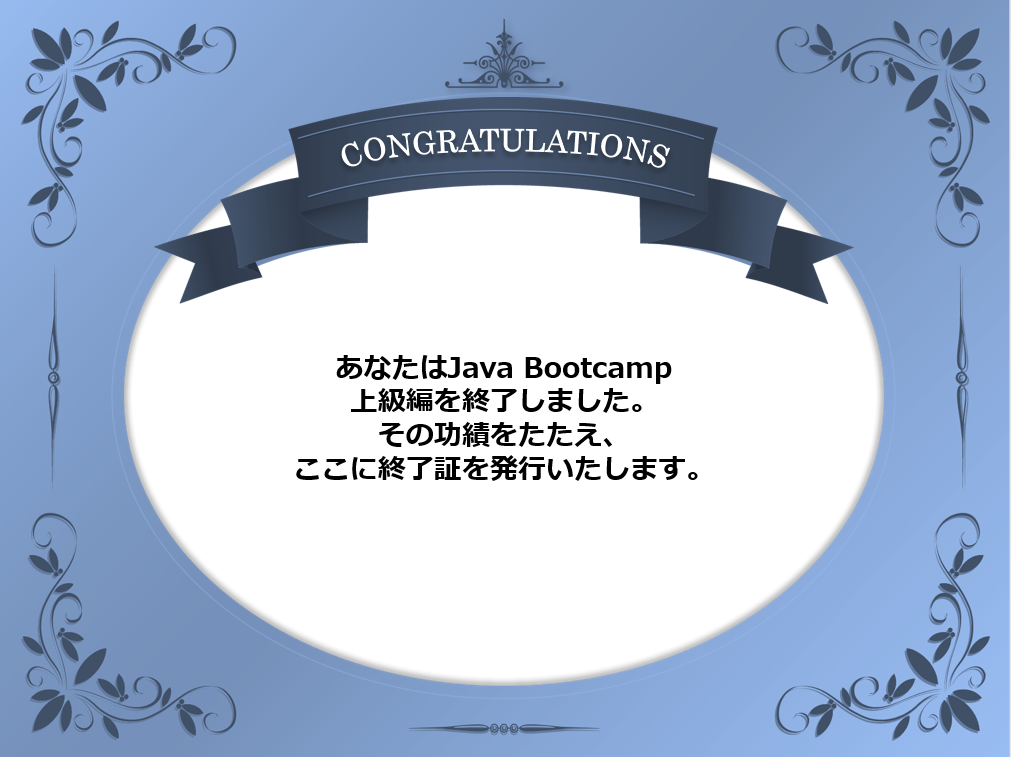 CONGRATULATIONS
あなたはJava Bootcamp
上級編を終了しました。
その功績をたたえ、
ここに終了証を発行いたします。